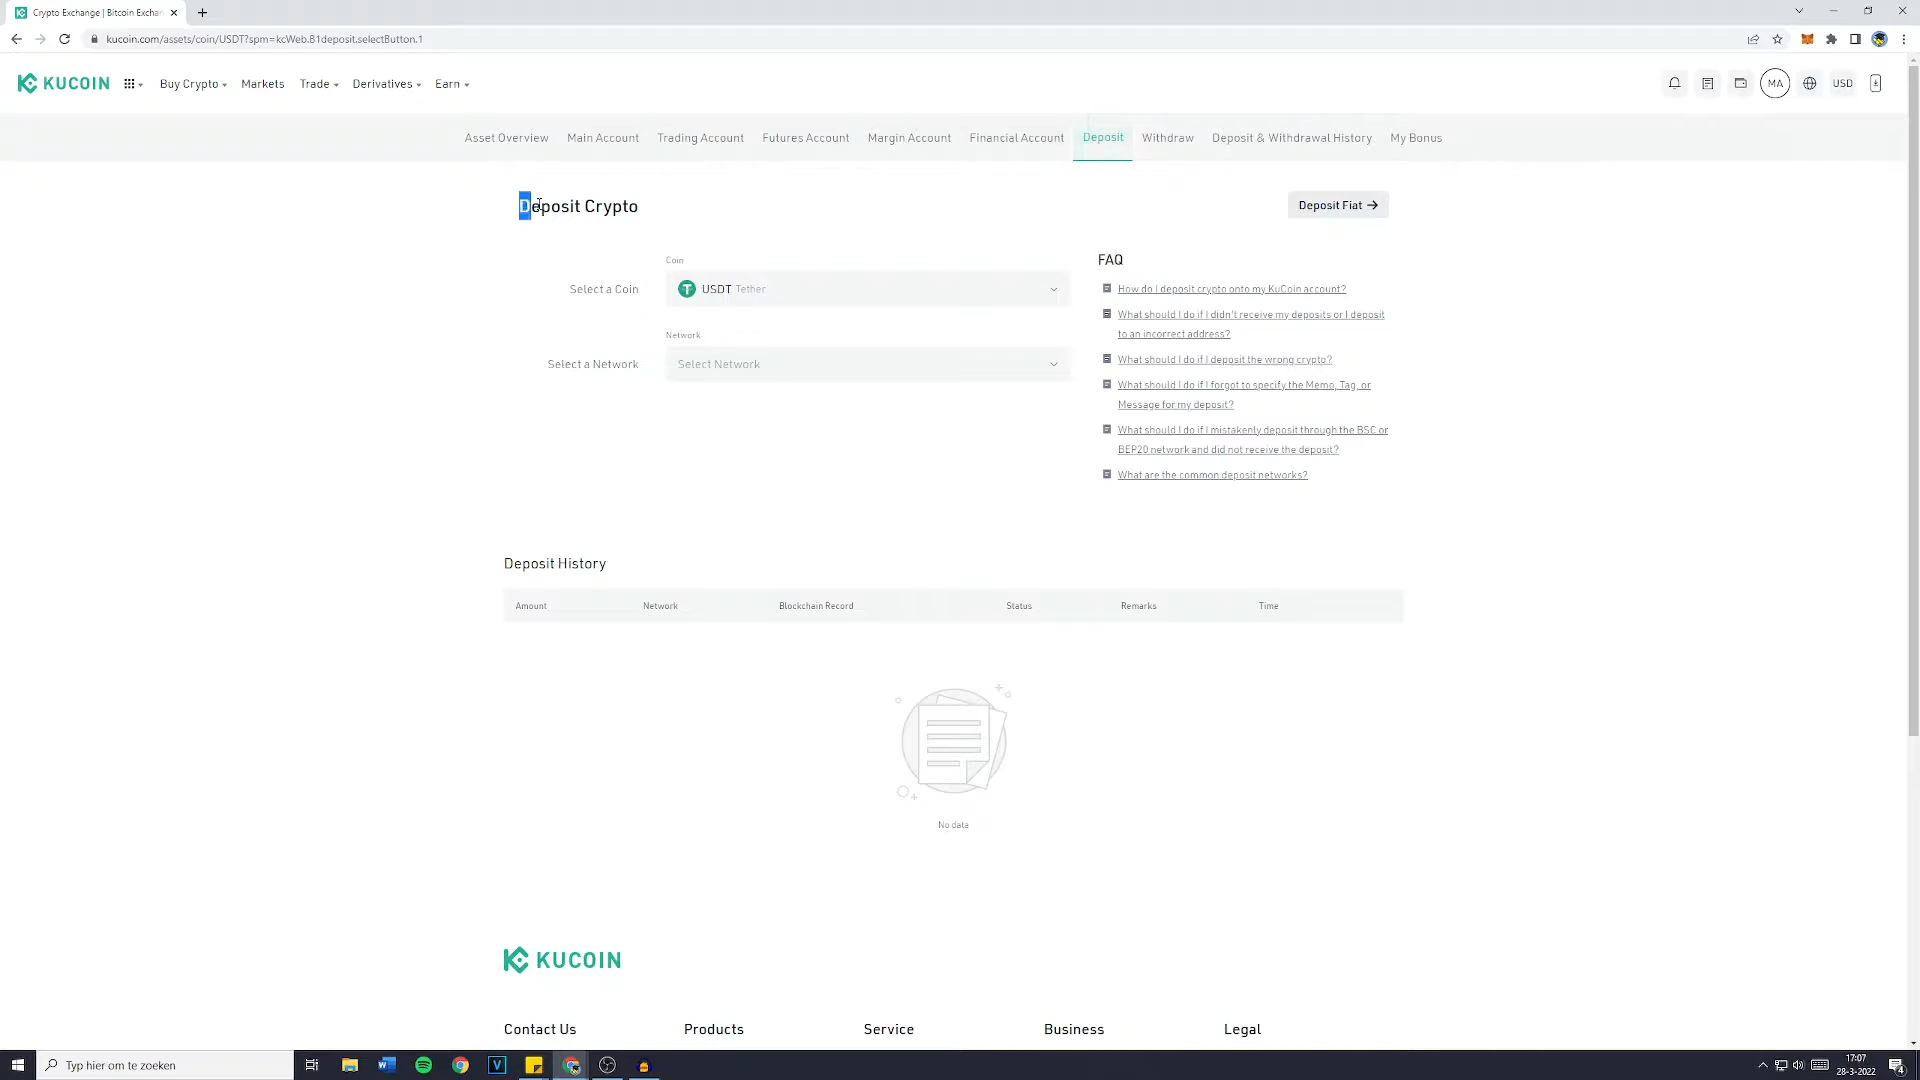 Crypto Exchange | Bitcoin Exchan
kucoin.com/assets/coin/USDT?spm=kcWeb.B1deposit.selectButton.1
KUCOIN
Buy Crypto
Markets
Trade
Derivatives
Earn
MA
USD
Asset Overview
Main Account
Trading Account
Futures Account
Margin Account
Financial Account
Deposit
Withdraw
Deposit & Withdrawal History
My Bonus
Deposit Crypto
Deposit Fiat →
Coin
Select a Coin
USDT Tether
Network
Select a Network
Select Network
FAQ
How do I deposit crypto onto my KuCoin account?
What should I do if I didn't receive my deposits or I deposit
to an incorrect address?
What should I do if I deposit the wrong crypto?
What should I do if I forgot to specify the Memo, Tag, or
Message for my deposit?
What should I do if I mistakenly deposit through the BSC or
BEP20 network and did not receive the deposit?
What are the common deposit networks?
Deposit History
Amount
Network
Blockchain Record
Status
Remarks
Time
No data
KUCOIN
Contact Us
Products
Service
Business
Legal
Typ hier om te zoeken
17:07
28-3-2022
4